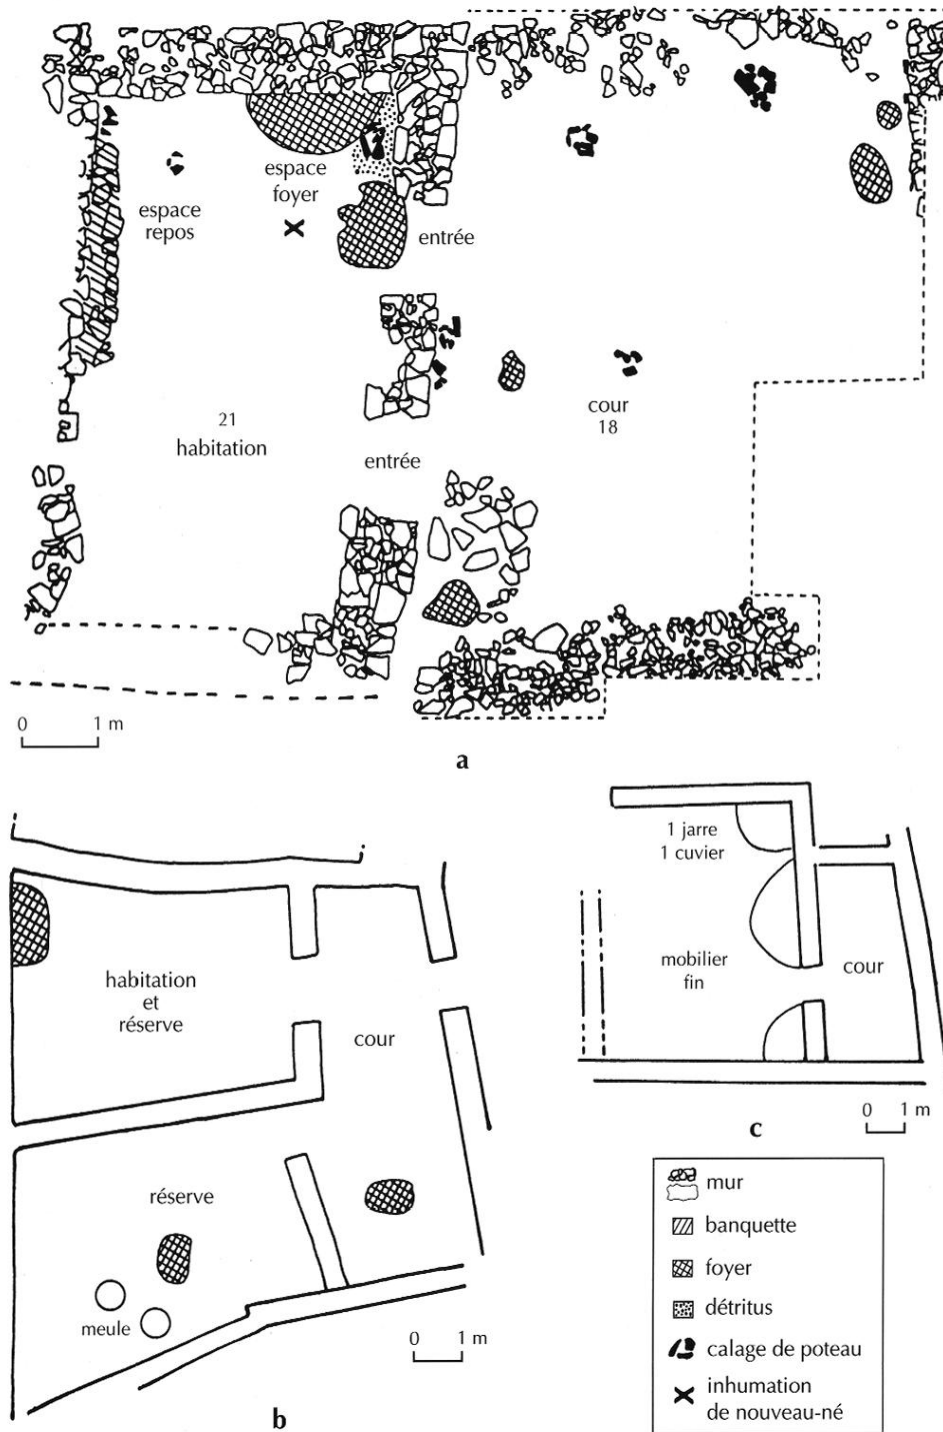 espace
foyer
espace
repos
entrée
21
habitation
entrée
cour
18
0 1 m
a
habitation
et
réserve
cour
réserve
meule
0 1 m
b
1 jarre
1 cuvier
mobilier
fin
cour
0 1 m
c
mur
banquette
foyer
détritus
calage de poteau
inhumation
de nouveau-né